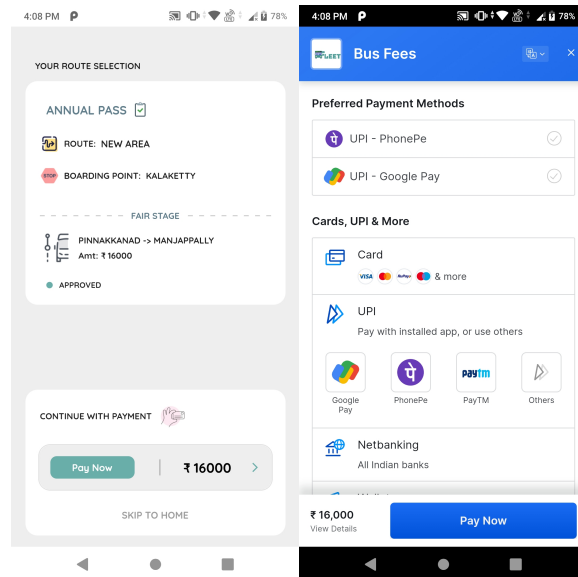 4:08 PM
78%
YOUR ROUTE SELECTION
ANNUAL PASS
ROUTE: NEW AREA
STOP
BOARDING POINT: KALAKETTY
FAIR STAGE
PINNAKKANAD -> MANJAPPALLY
Amt: ₹ 16000
APPROVED
CONTINUE WITH PAYMENT
Pay Now
₹ 16000
SKIP TO HOME
4:08 PM
78%
Bus Fees
Preferred Payment Methods
UPI - PhonePe
UPI - Google Pay
Cards, UPI & More
Card
VISA RuPay & more
UPI
Pay with installed app, or use others
पे
paytm
Google Pay
PhonePe
PayTM
Others
Netbanking
All Indian banks
₹ 16,000
View Details
Pay Now